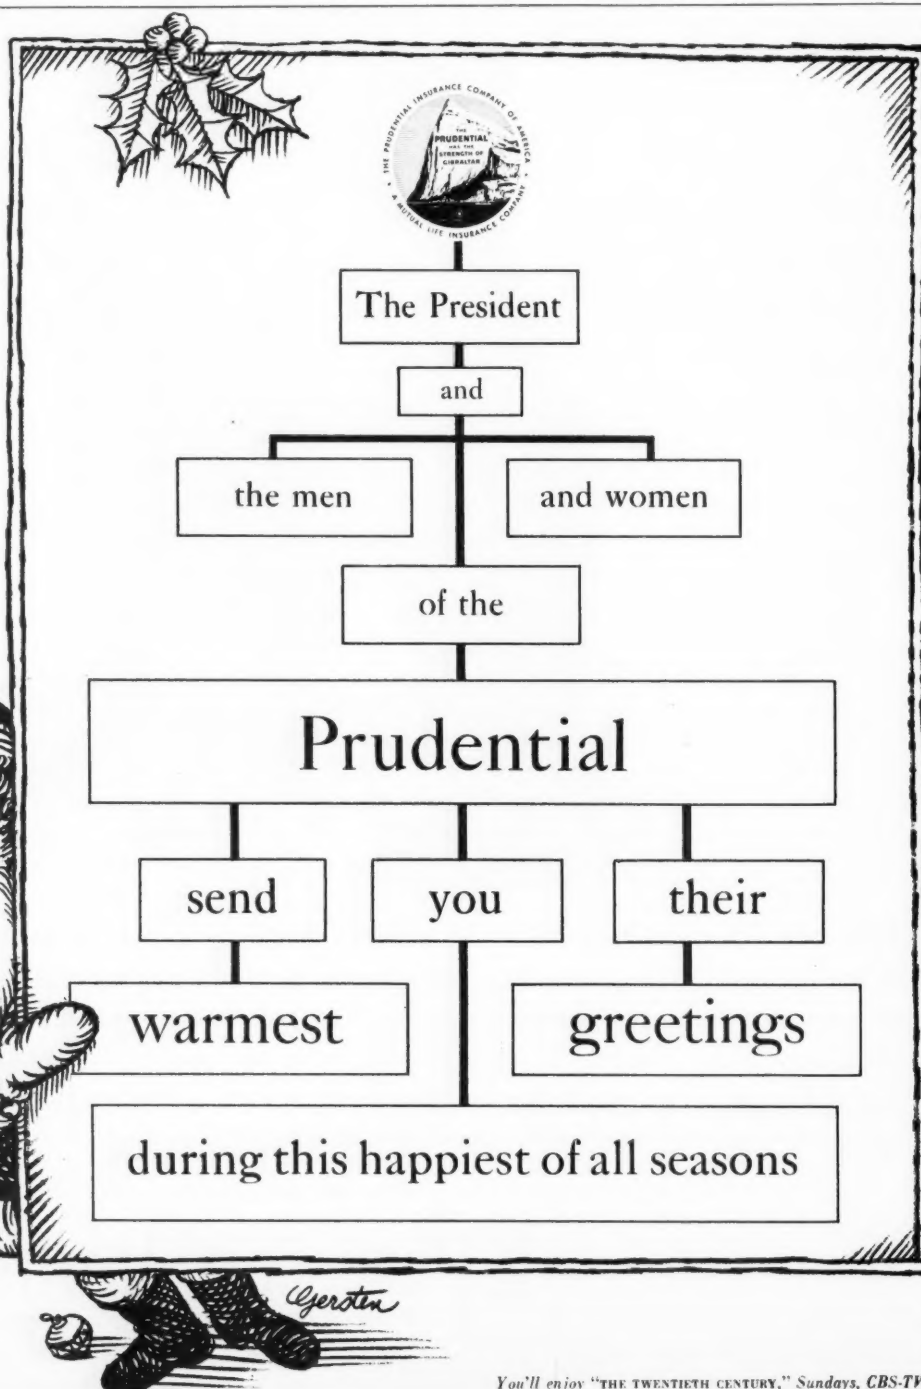 THE PRUDENTIAL INSURANCE COMPANY OF AMERICA
THE
PRUDENTIAL
HAS THE
STRENGTH OF
GIBRALTAR
A MUTUAL LIFE INSURANCE COMPANY
The President
and
the men and women
of the
Prudential
send you their
warmest greetings
during this happiest of all seasons
Gersten
You'll enjoy "THE TWENTIETH CENTURY," Sundays, CBS-TV